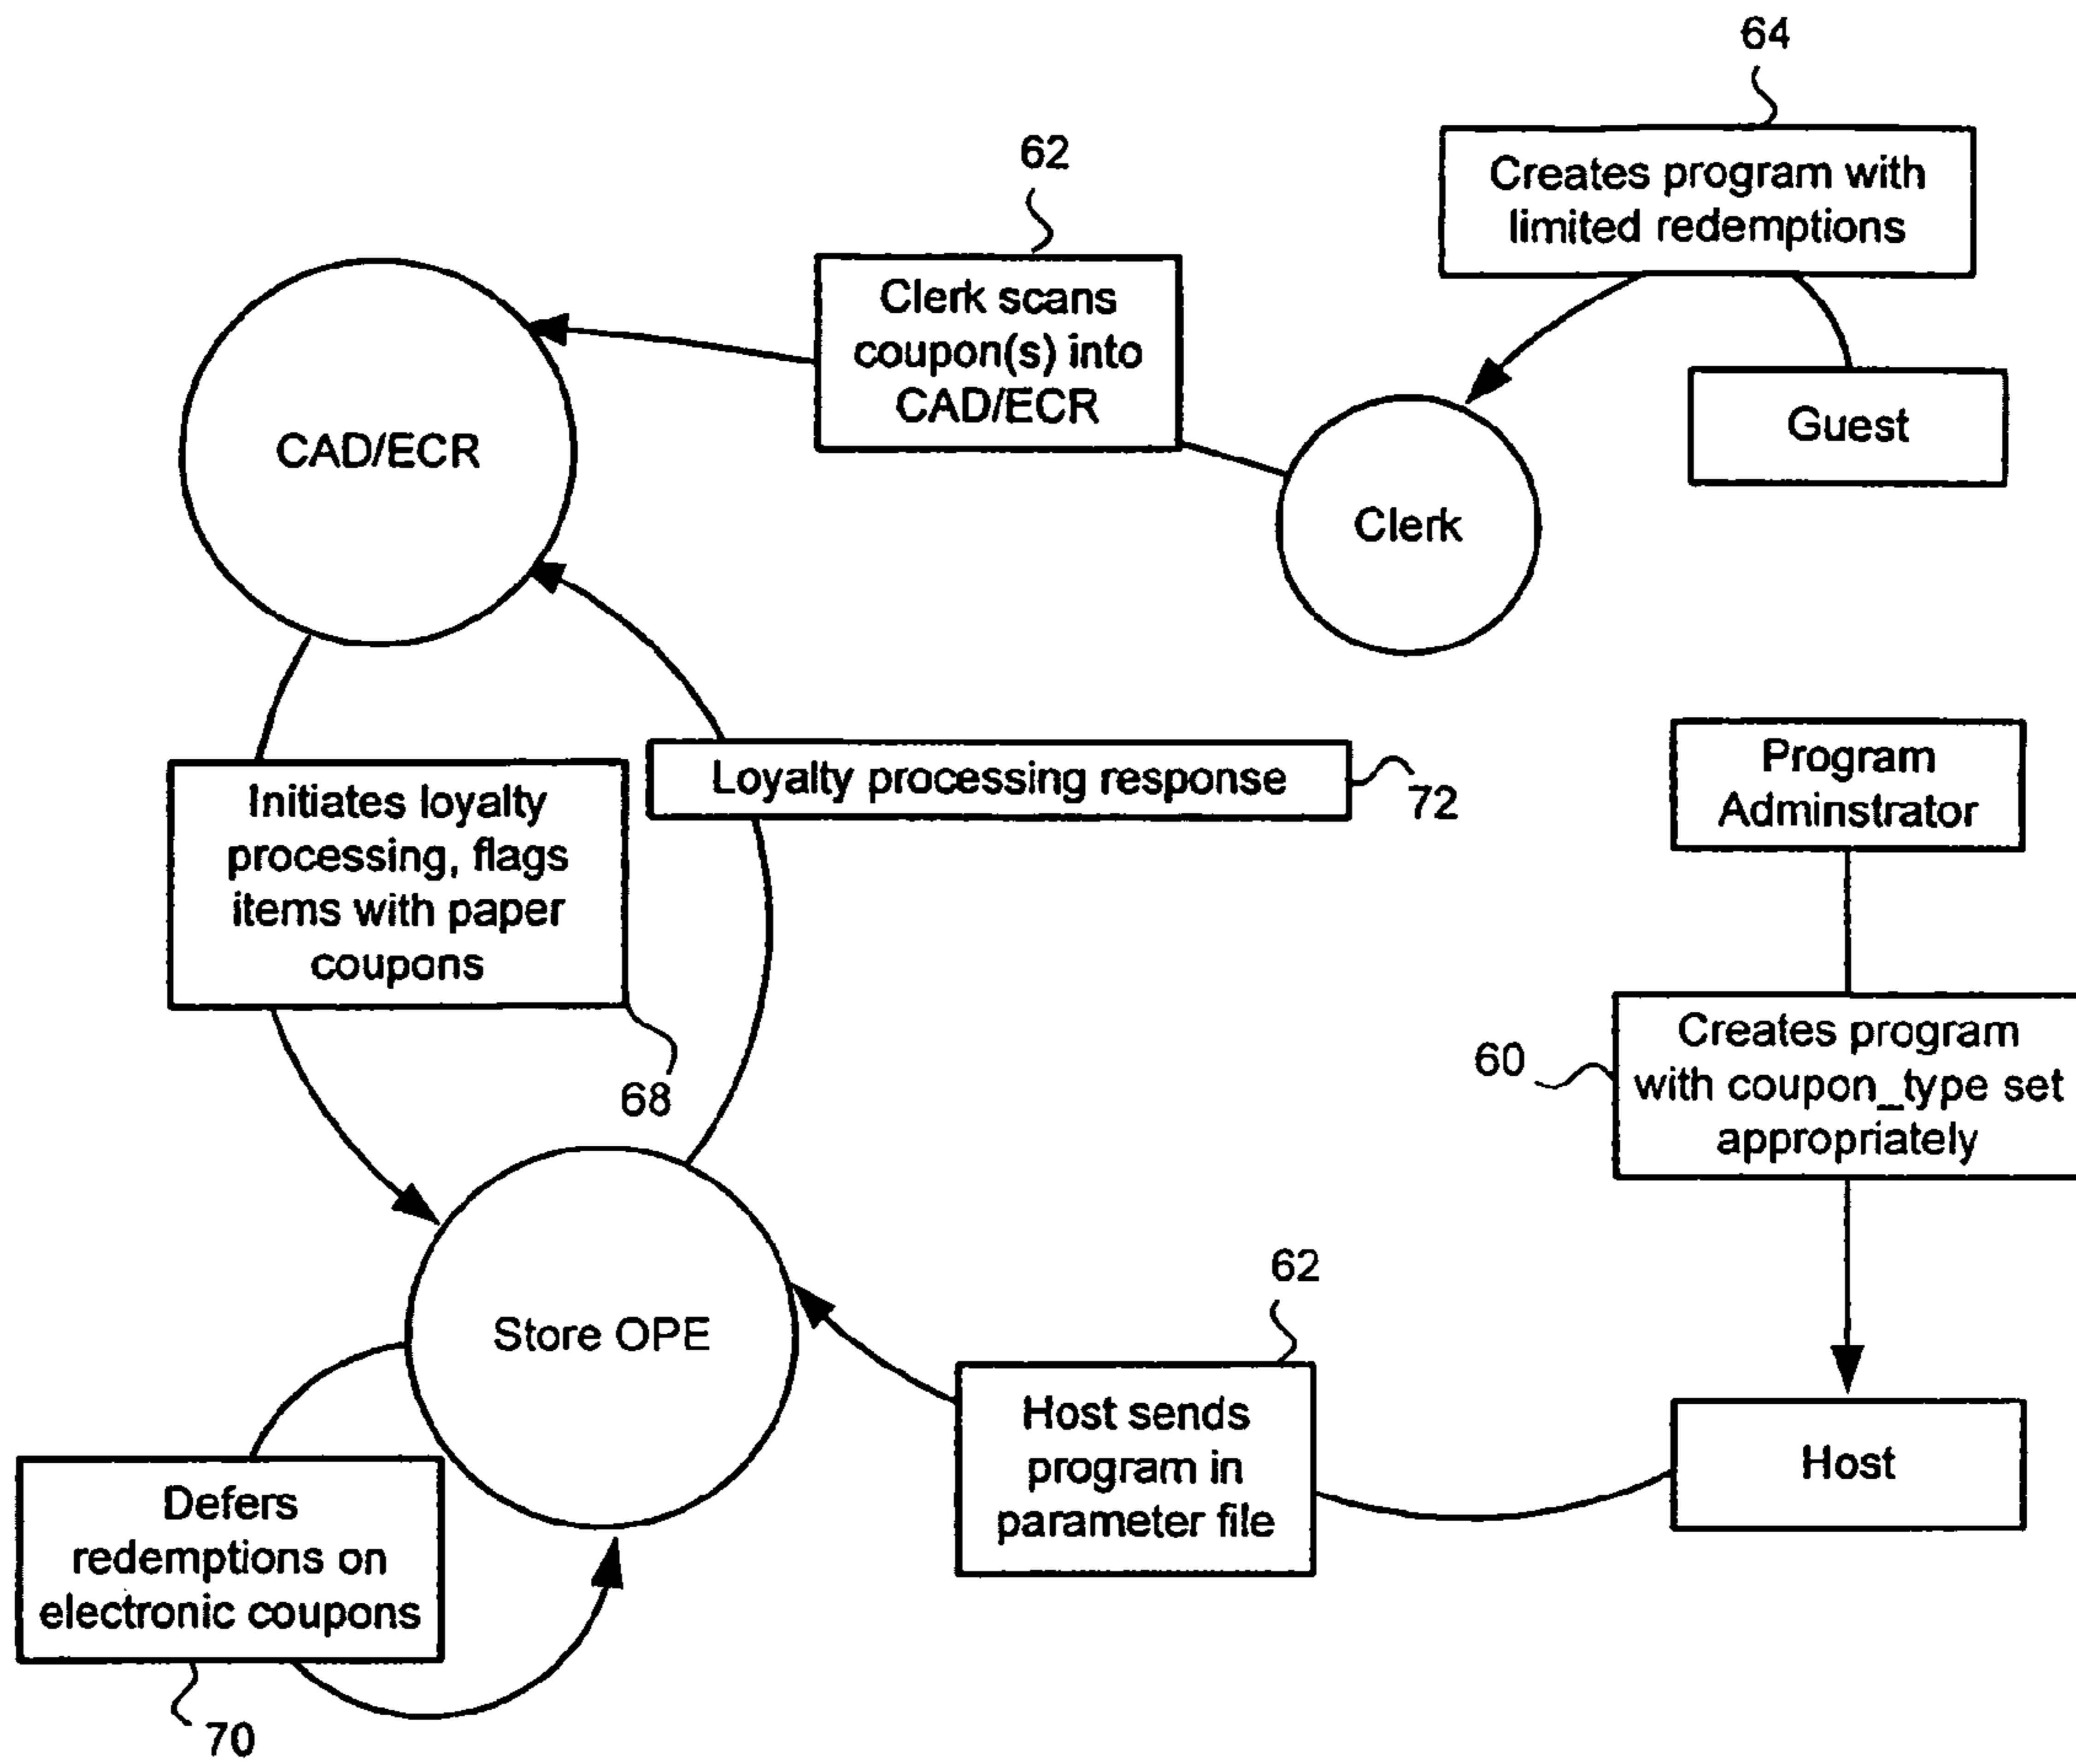 64
Creates program with
limited redemptions
62
Clerk scans
coupon(s) into
CAD/ECR
Guest
CAD/ECR
Clerk
Program
Adminstrator
Loyalty processing response
72
Initiates loyalty
processing, flags
items with paper
coupons
68
60
Creates program
with coupon_type set
appropriately
Store OPE
62
Host sends
program in
parameter file
Host
Defers
redemptions on
electronic coupons
70